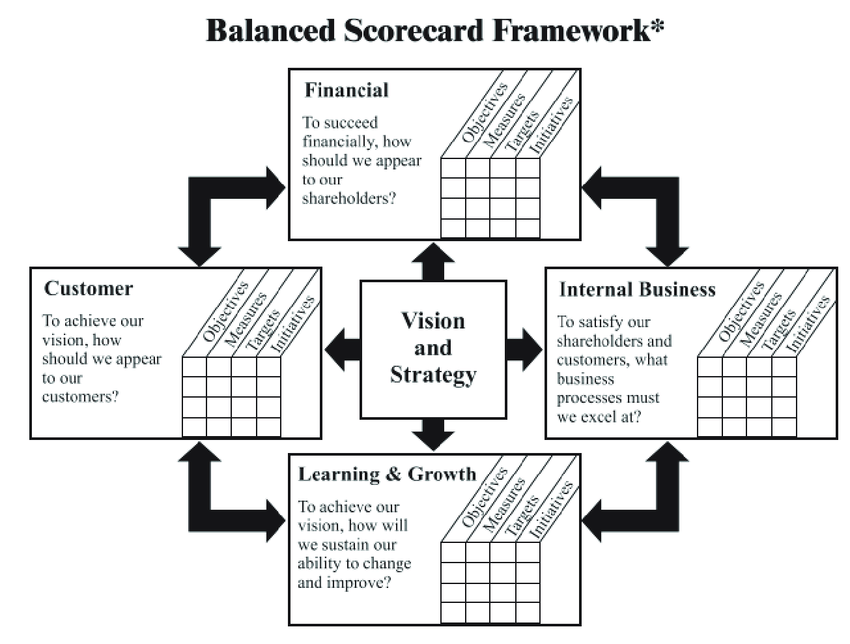 Balanced Scorecard Framework*
Financial
To succeed
financially, how
should we appear
to our
shareholders?
Objectives
Measures
Targets
Initiatives
Customer
To achieve our
vision, how
should we appear
to our
customers?
Objectives
Measures
Targets
Initiatives
Vision
and
Strategy
Internal Business
To satisfy our
shareholders and
customers, what
business
processes must
we excel at?
Objectives
Measures
Targets
Initiatives
Learning & Growth
To achieve our
vision, how will
we sustain our
ability to change
and improve?
Objectives
Measures
Targets
Initiatives